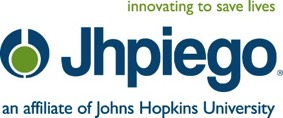 innovating to save lives
Jhpiego®
an affiliate of Johns Hopkins University